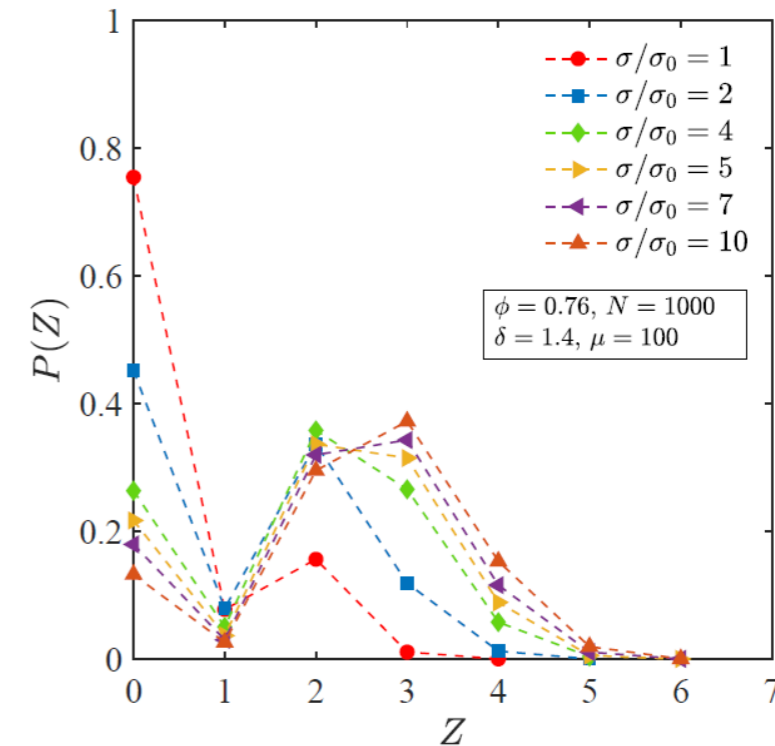 1
0.8
0.6
0.4
0.2
0
P(Z)
σ/σ₀ = 1
σ/σ₀ = 2
σ/σ₀ = 4
σ/σ₀ = 5
σ/σ₀ = 7
σ/σ₀ = 10
ϕ = 0.76, N = 1000
δ = 1.4, μ = 100
0 1 2 3 4 5 6 7
Z